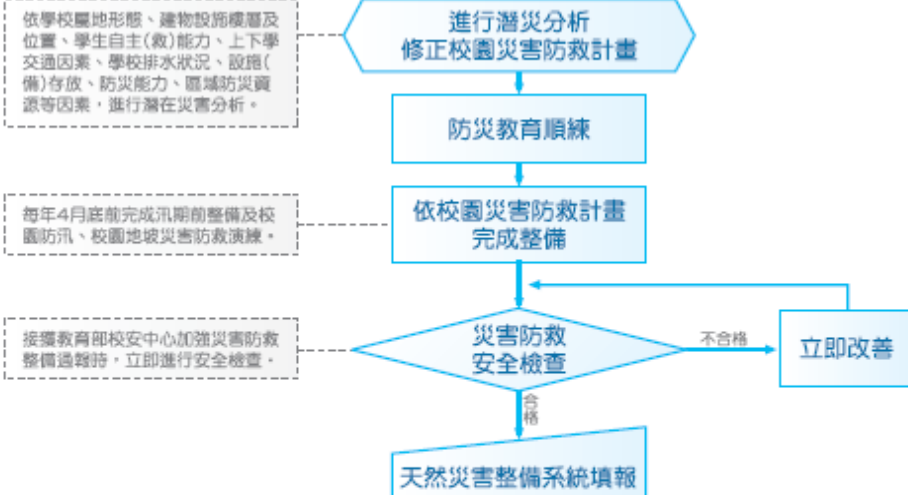 依學校屬地形態、建物設施樓層及
位置、學生自主(救)能力、上下學
交通因素、學校排水狀況、設施(
備)存放、防災能力、區域防災資
源等因素，進行潛在災害分析。
進行潛災分析
修正校園災害防救計畫
防災教育順練
每年4月底前完成汛期前整備及校
園防汛、校園地坡災害防救演練。
依校園災害防救計畫
完成整備
接獲教育部校安中心加強災害防救
整備通報時，立即進行安全檢查。
災害防救
安全檢查
不合格
立即改善
合格
天然災害整備系統填報